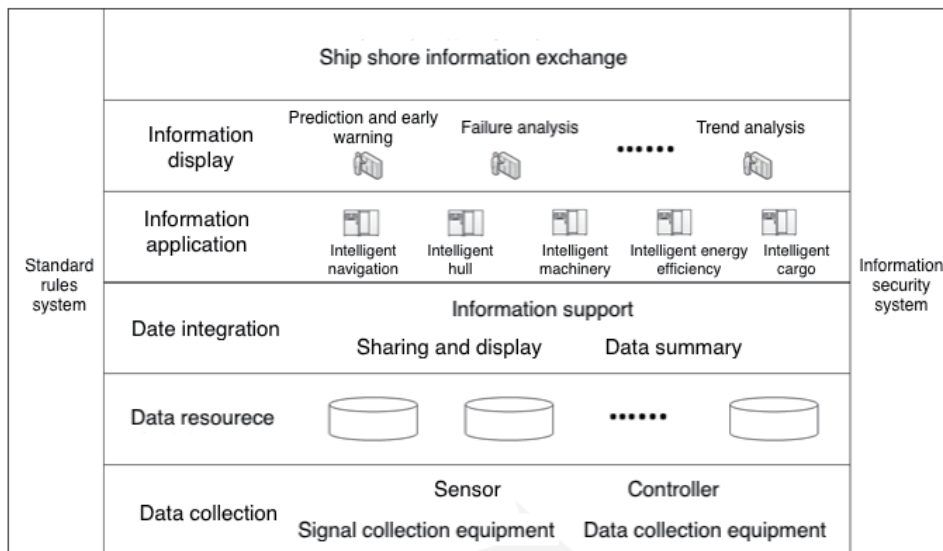 Ship shore information exchange
Information
display
Prediction and early
warning
Failure analysis
Trend analysis
Information
application
Intelligent
navigation
Intelligent
hull
Intelligent
machinery
Intelligent energy
efficiency
Intelligent
cargo
Standard
rules
system
Information
security
system
Date integration
Information support
Sharing and display
Data summary
Data resourece
Data collection
Sensor
Controller
Signal collection equipment
Data collection equipment